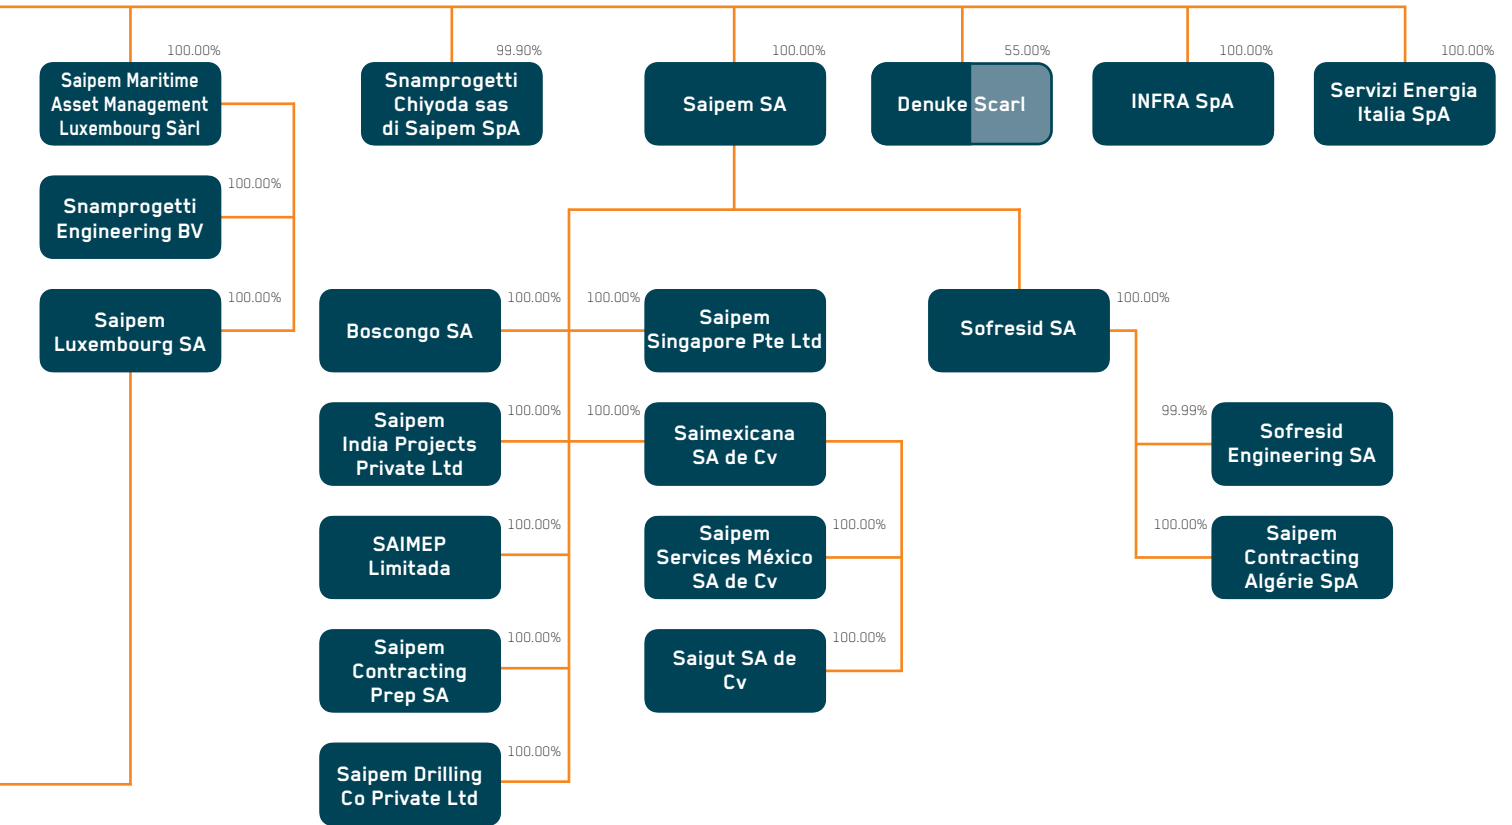 100.00%
Saipem Maritime
Asset Management
Luxembourg Sàrl
99.90%
Snamprogetti
Chiyoda sas
di Saipem SpA
100.00%
Saipem SA
55.00%
Denuke Scarl
100.00%
INFRA SpA
100.00%
Servizi Energia
Italia SpA
100.00%
Snamprogetti
Engineering BV
100.00%
Saipem
Luxembourg SA
100.00%
Boscongo SA
100.00%
Saipem
Singapore Pte Ltd
100.00%
Sofresid SA
100.00%
Saipem
India Projects
Private Ltd
100.00%
Saimexicana
SA de Cv
99.99%
Sofresid
Engineering SA
100.00%
SAIMEP
Limitada
100.00%
Saipem
Services México
SA de Cv
100.00%
Saipem
Contracting
Algérie SpA
100.00%
Saipem
Contracting
Prep SA
100.00%
Saigut SA de
Cv
100.00%
Saipem Drilling
Co Private Ltd